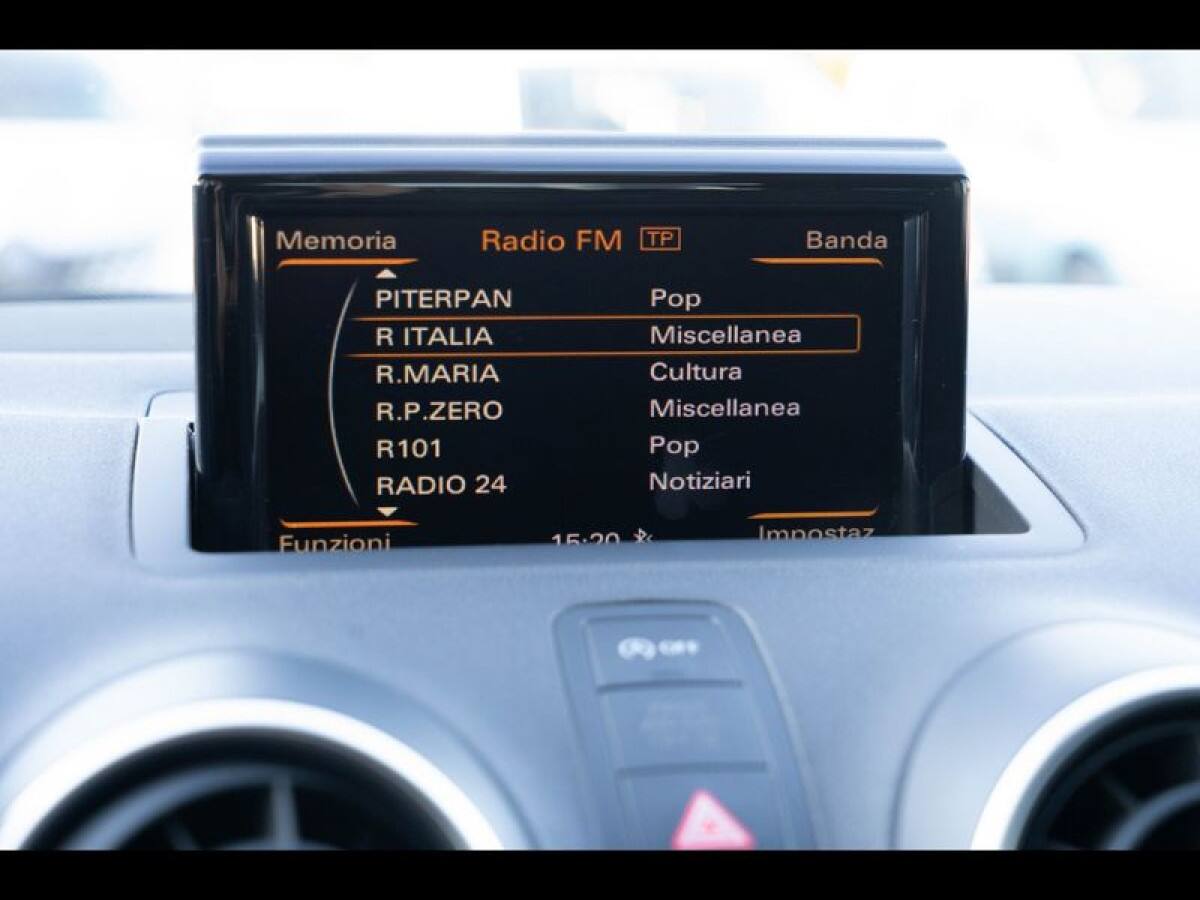 Memoria Radio FM TP Banda
PITERPAN Pop
R ITALIA Miscellanea
R.MARIA Cultura
R.P.ZERO Miscellanea
R101 Pop
RADIO 24 Notiziari
Funzioni 15:20 Impostaz
OFF